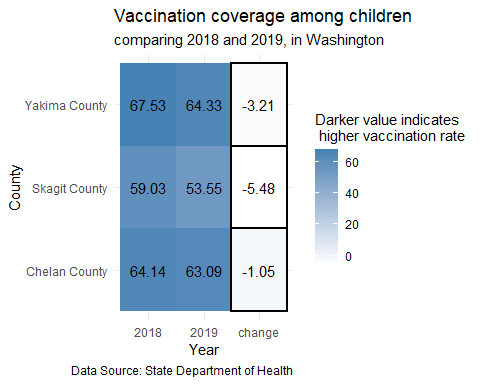 Vaccination coverage among children
comparing 2018 and 2019, in Washington
Yakima County 67.53 64.33 -3.21
Skagit County 59.03 53.55 -5.48
Chelan County 64.14 63.09 -1.05
County
2018 2019 change
Year
Data Source: State Department of Health
Darker value indicates
higher vaccination rate
60
40
20
0